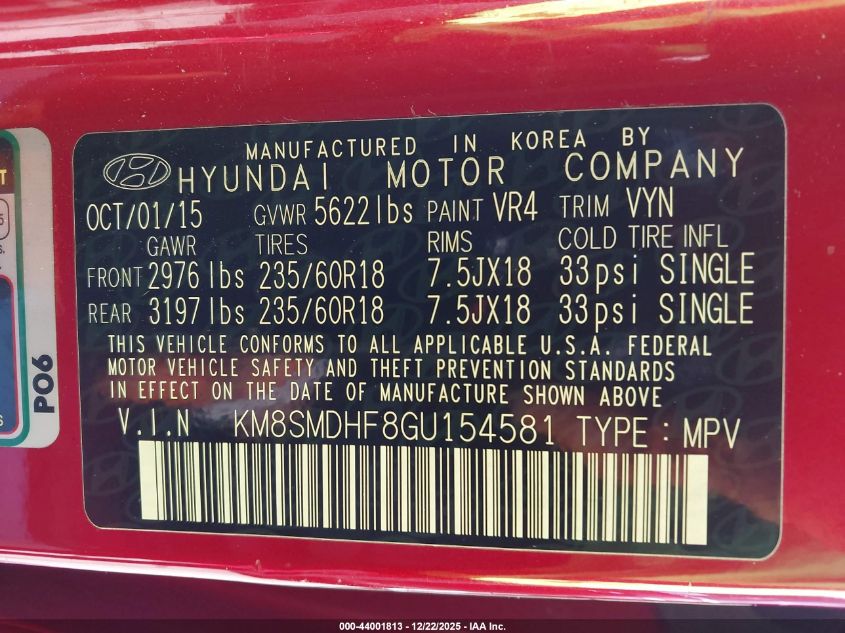 MANUFACTURED IN KOREA BY
HYUNDAI MOTOR COMPANY
OCT/01/15 GVWR 5622lbs PAINT VR4 TRIM VYN
GAWR TIRES RIMS COLD TIRE INFL
FRONT 2976lbs 235/60R18 7.5JX18 33psi SINGLE
REAR 3197lbs 235/60R18 7.5JX18 33psi SINGLE
THIS VEHICLE CONFORMS TO ALL APPLICABLE U.S.A. FEDERAL
MOTOR VEHICLE SAFETY AND THEFT PREVENTION STANDARDS
IN EFFECT ON THE DATE OF MANUFACTURE SHOWN ABOVE
V.I.N KM8SMDHF8GU154581 TYPE : MPV
P06
000-44001813 - 12/22/2025 - IAA Inc.